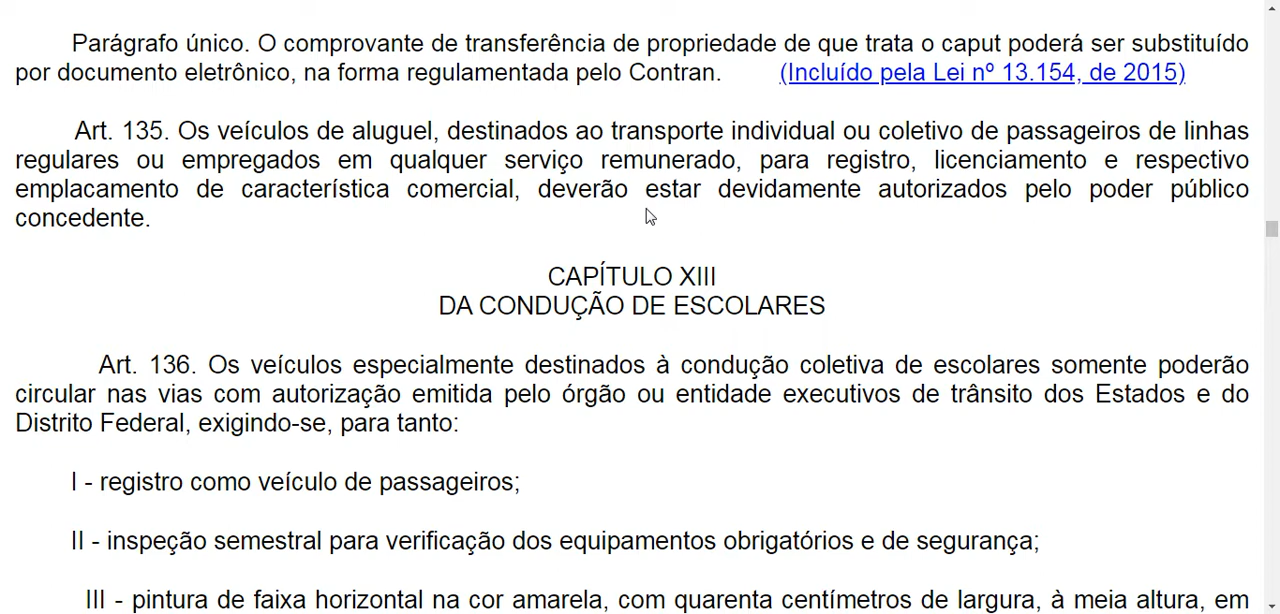 Parágrafo único. O comprovante de transferência de propriedade de que trata o caput poderá ser substituído
por documento eletrônico, na forma regulamentada pelo Contran. (Incluído pela Lei nº 13.154, de 2015)
Art. 135. Os veículos de aluguel, destinados ao transporte individual ou coletivo de passageiros de linhas
regulares ou empregados em qualquer serviço remunerado, para registro, licenciamento e respectivo
emplacamento de característica comercial, deverão estar devidamente autorizados pelo poder público
concedente.
CAPÍTULO XIII
DA CONDUÇÃO DE ESCOLARES
Art. 136. Os veículos especialmente destinados à condução coletiva de escolares somente poderão
circular nas vias com autorização emitida pelo órgão ou entidade executivos de trânsito dos Estados e do
Distrito Federal, exigindo-se, para tanto:
I - registro como veículo de passageiros;
II - inspeção semestral para verificação dos equipamentos obrigatórios e de segurança;
III - pintura de faixa horizontal na cor amarela, com quarenta centímetros de largura, à meia altura, em